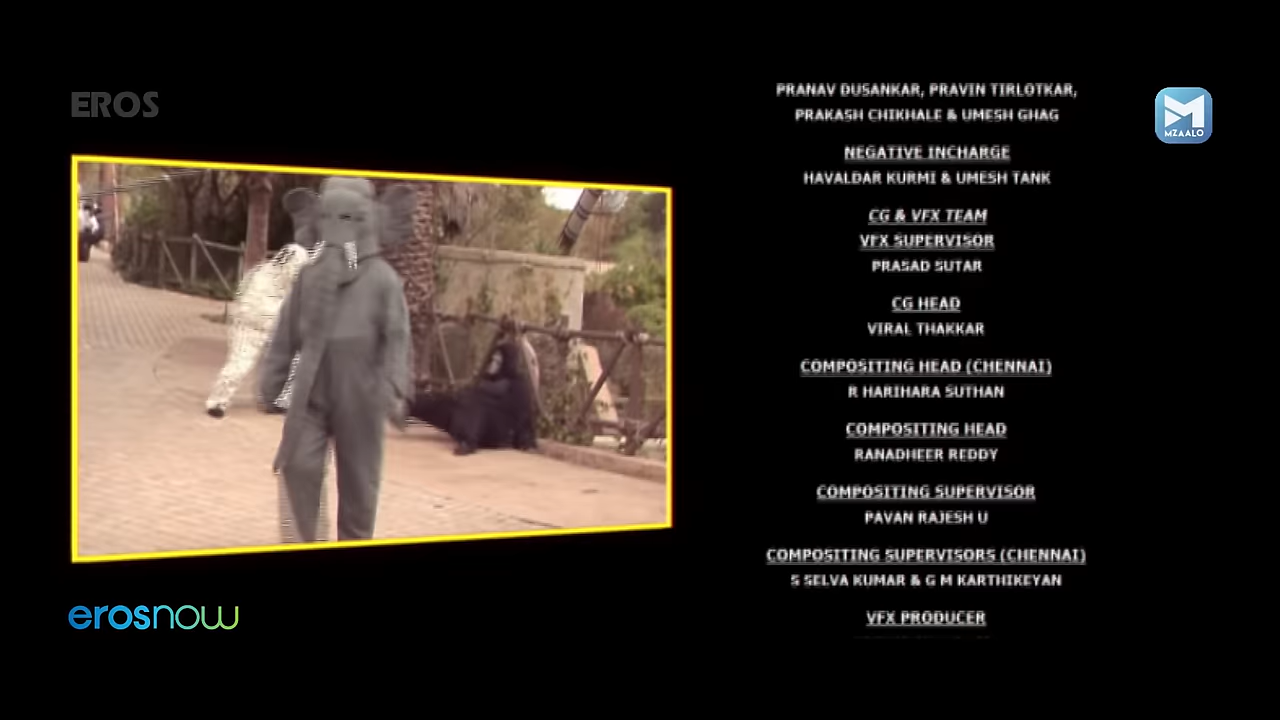 EROS
MZAALO
PRANAV DUSANKAR, PRAVIN TIRLOTKAR,
PRAKASH CHIKHALE & UMESH GHAG
NEGATIVE INCHARGE
HAVALDAR KURMI & UMESH TANK
CG & VFX TEAM
VFX SUPERVISOR
PRASAD SUTAR
CG HEAD
VIRAL THAKKAR
COMPOSITING HEAD (CHENNAI)
R HARIHARA SUTHAN
COMPOSITING HEAD
RANADHEER REDDY
COMPOSITING SUPERVISOR
PAVAN RAJESH U
COMPOSITING SUPERVISORS (CHENNAI)
S SELVA KUMAR & G M KARTHIKEYAN
VFX PRODUCER
erosnow